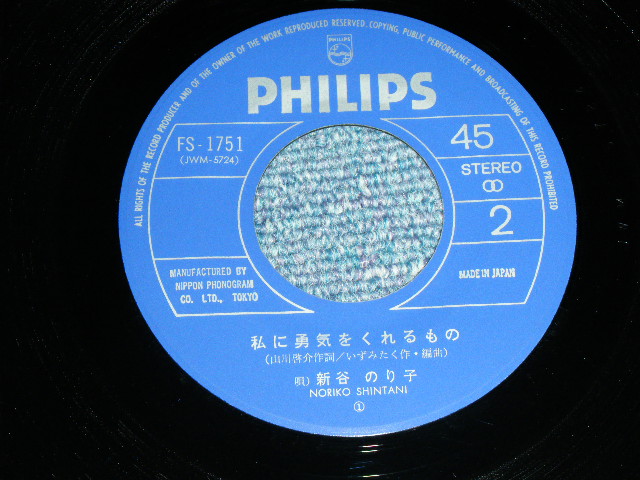 ALL RIGHTS OF THE RECORD PRODUCER AND OF THE OWNER OF THE WORK REPRODUCED RESERVED. COPYING, PUBLIC PERFORMANCE AND BROADCASTING OF THIS RECORD PROHIBITED
PHILIPS
PHILIPS
FS-1751
(JWM-5724)
45
STEREO
2
MANUFACTURED BY
NIPPON PHONOGRAM
CO. LTD., TOKYO
MADE IN JAPAN
私に勇気をくれるもの
(山川啓介作詞/いずみたく作・編曲)
唄) 新谷 のり子
NORIKO SHINTANI
①